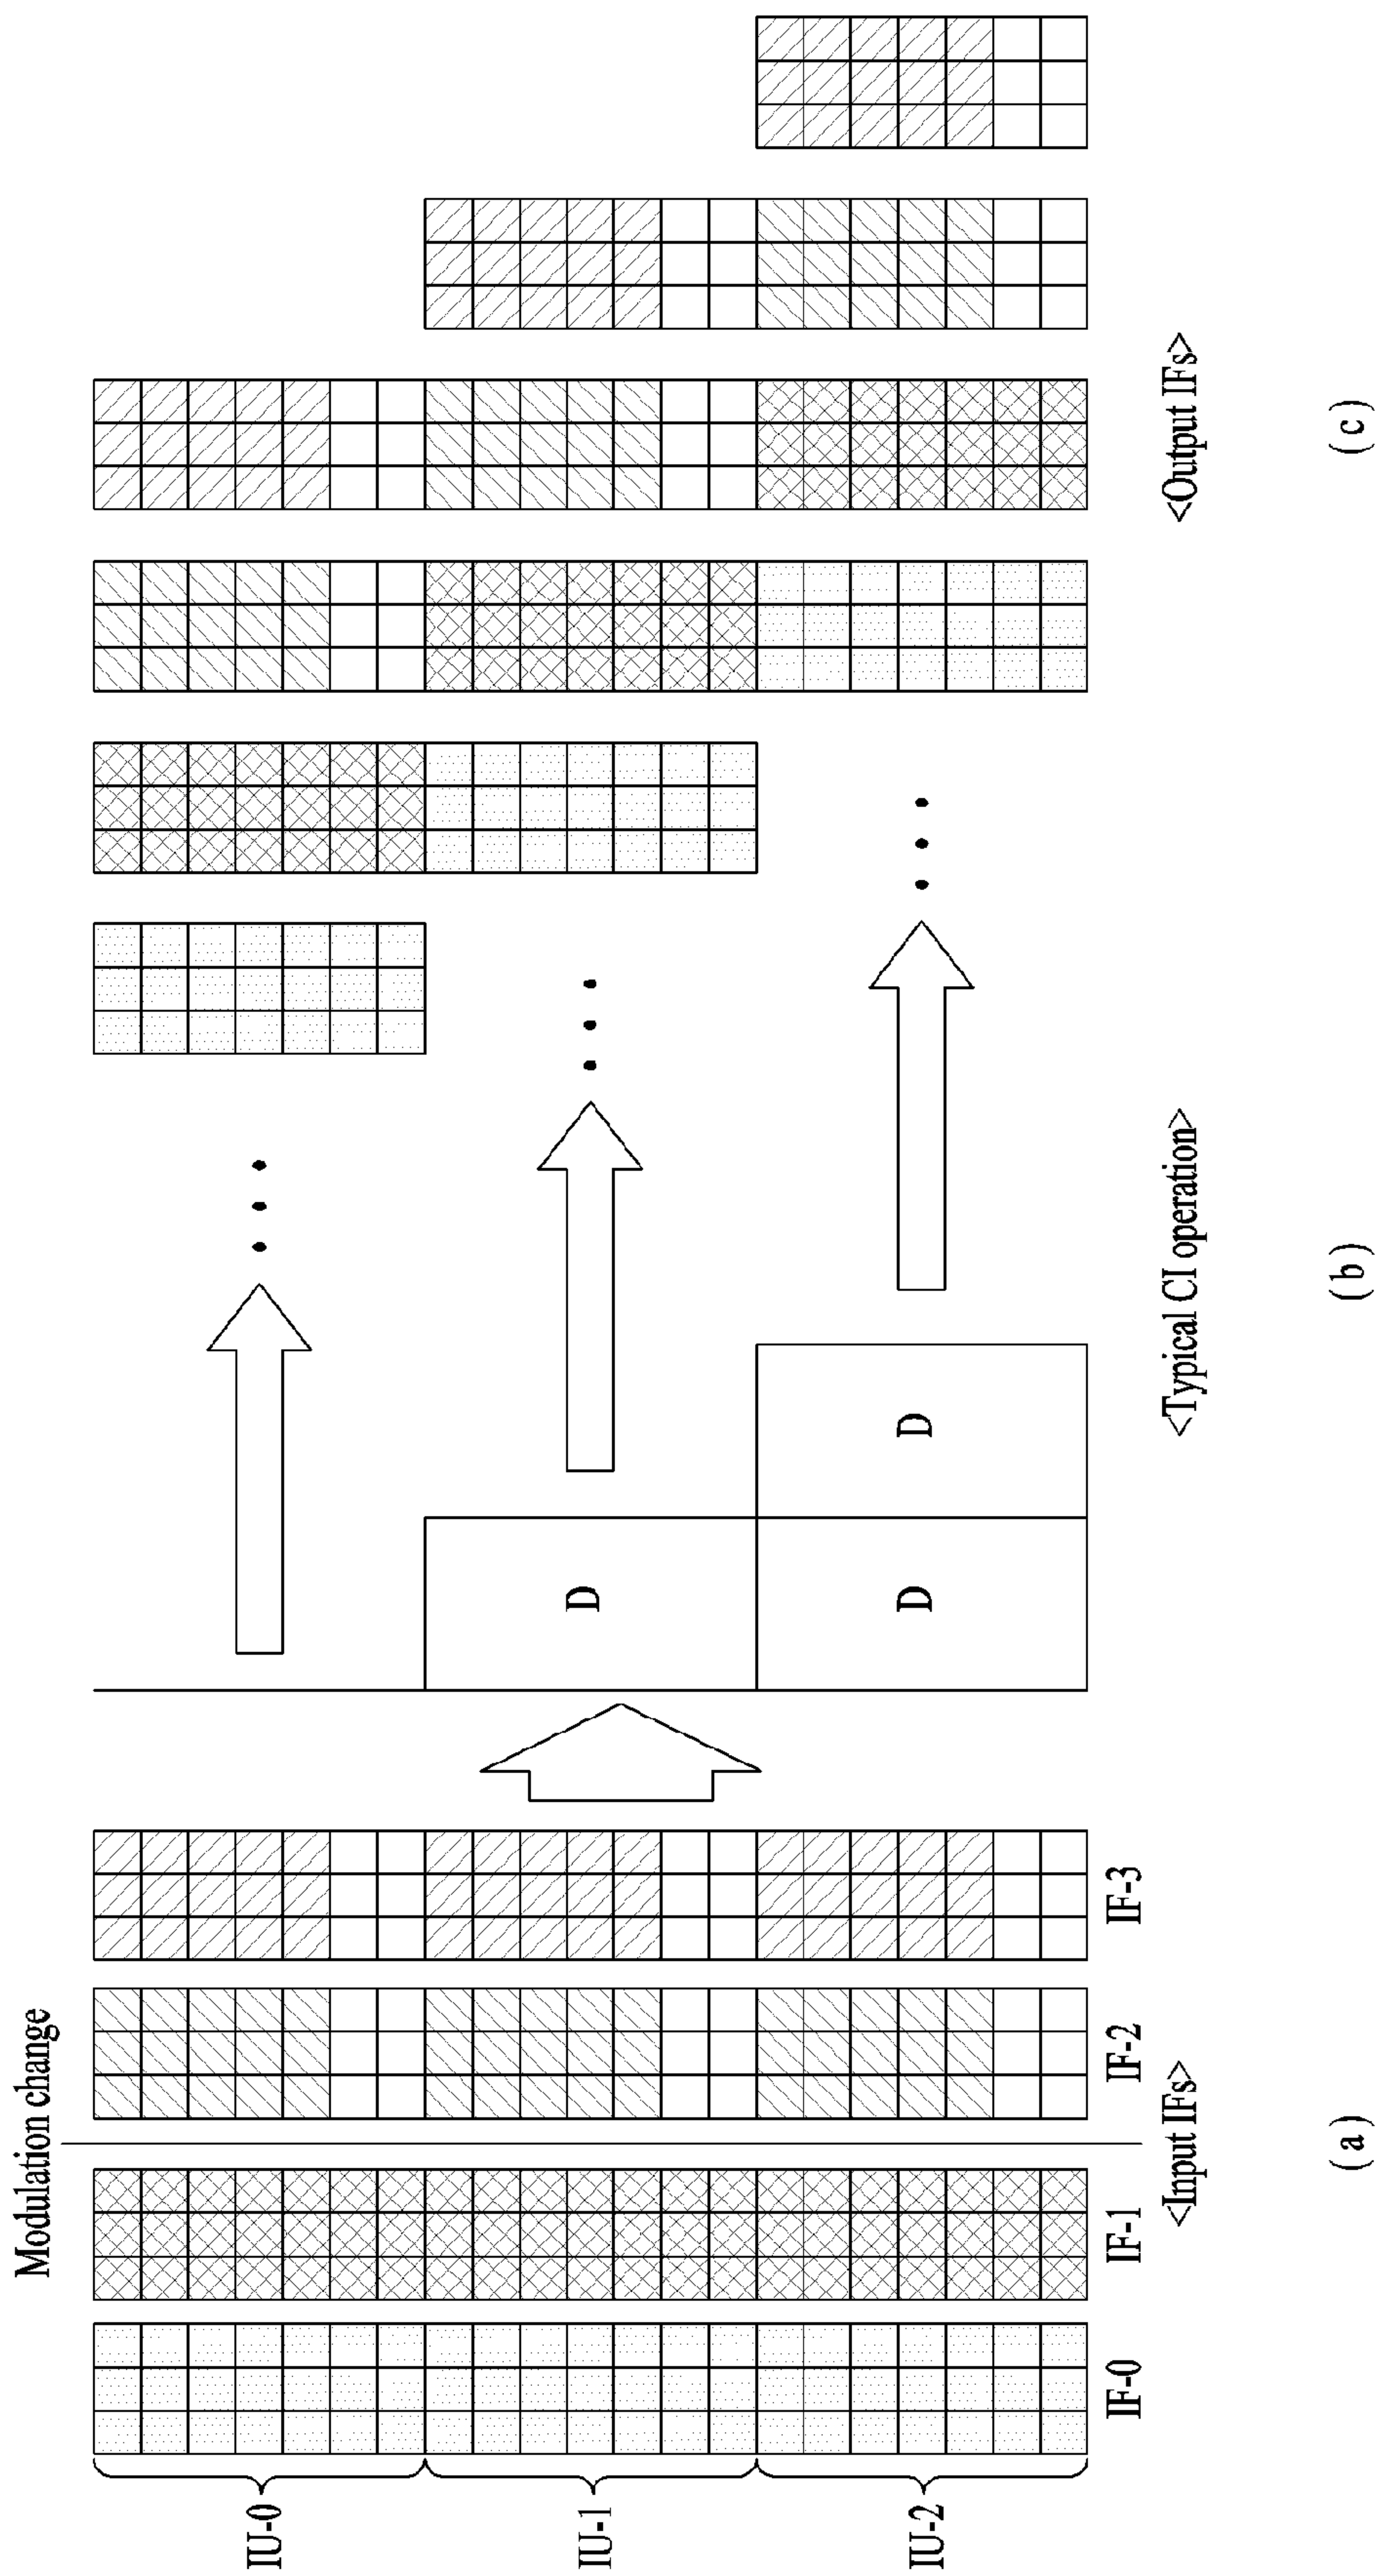 Modulation change
IU-0
IU-1
IU-2
D
D
D
IF-0
IF-1
IF-2
IF-3
<Input IFs>
<Typical CI operation>
<Output IFs>
(a)
(b)
(c)